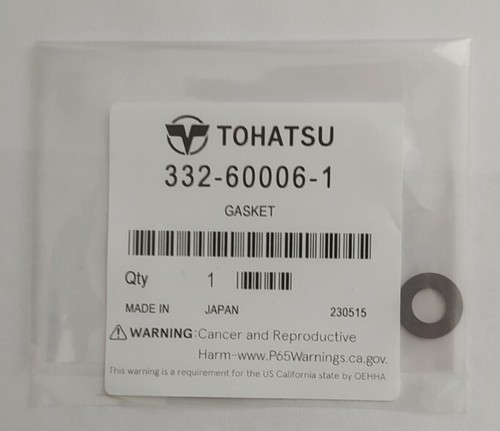 TOHATSU
332-60006-1
GASKET
Qty 1
MADE IN JAPAN 230515
WARNING: Cancer and Reproductive
Harm-www.P65Warnings.ca.gov.
This warning is a requirement for the US California state by OEHHA.